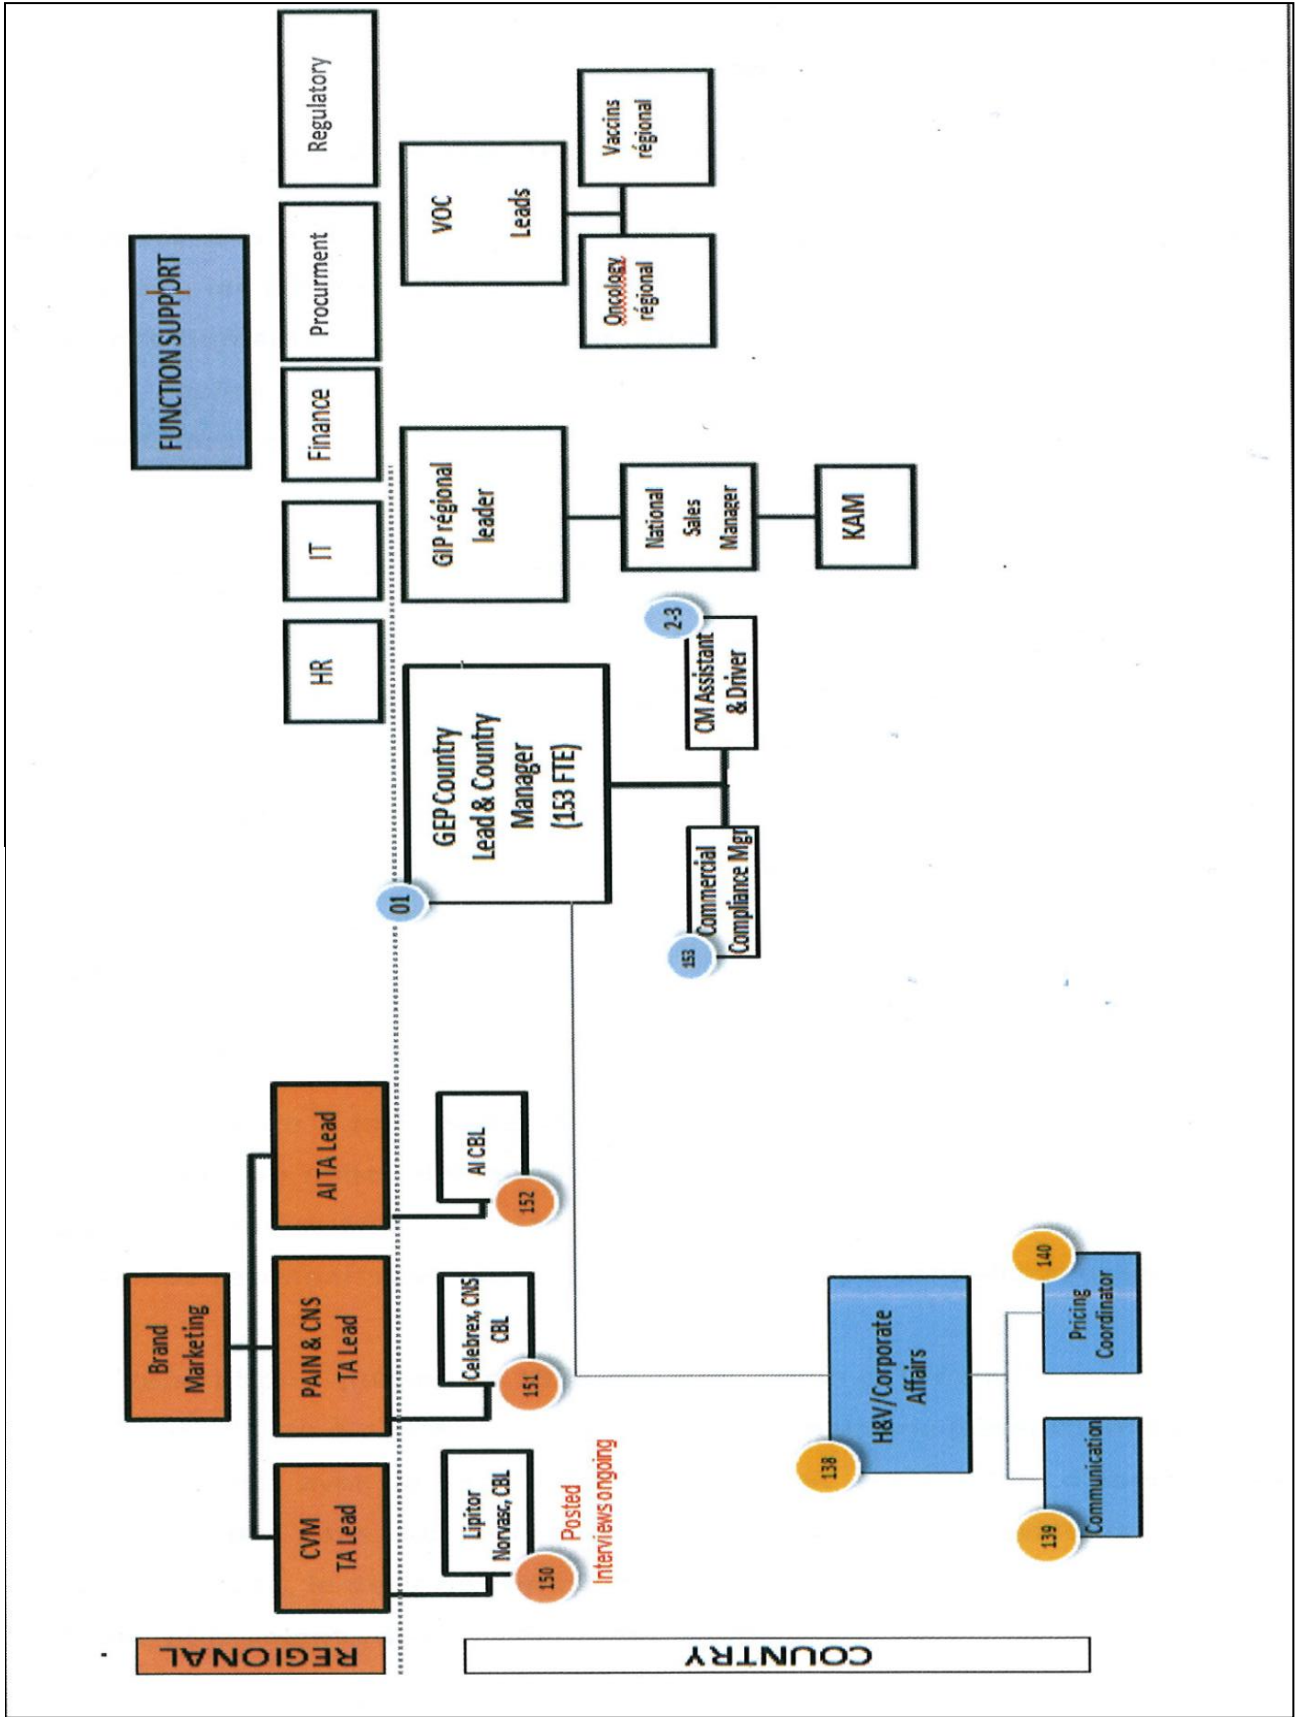 REGIONAL
COUNTRY
Brand
Marketing
FUNCTION SUPPORT
CVM
TA Lead
PAIN & CNS
TA Lead
AI TA Lead
HR
IT
Finance
Procurment
Regulatory
Lipitor
Norvasc, CBL
150
Posted
Interviews ongoing
Celebrex, CNS
CBL
151
AI CBL
152
01
GEP Country
Lead & Country
Manager
(153 FTE)
GIP régional
leader
VOC
Leads
153
Commercial
Compliance Mgr
2-3
CM Assistant
& Driver
National
Sales
Manager
KAM
Oncology
régional
Vaccins
régional
138
H&V/Corporate
Affairs
139
Communication
140
Pricing
Coordinator